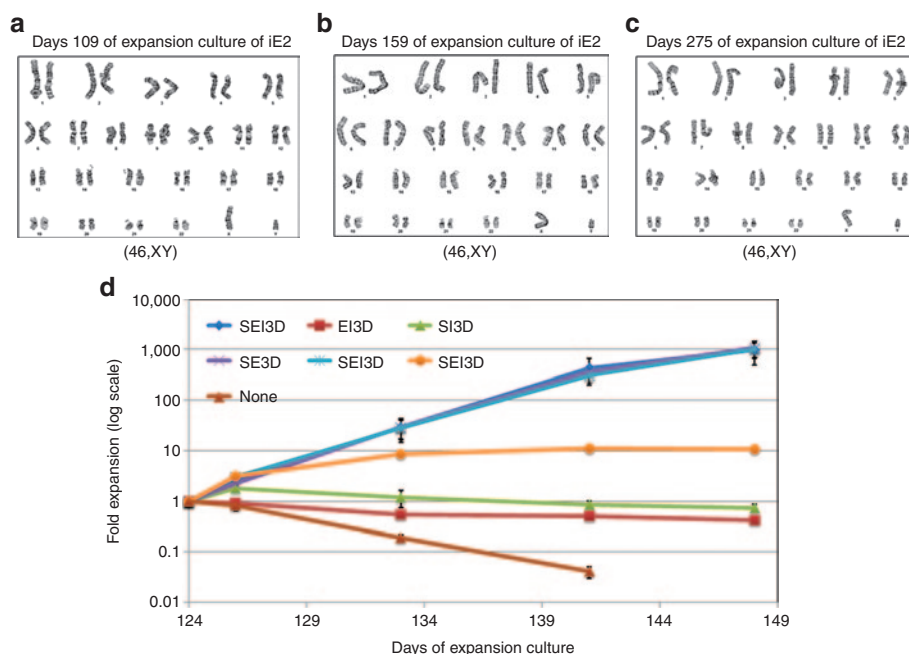 a
Days 109 of expansion culture of iE2
(46,XY)
b
Days 159 of expansion culture of iE2
(46,XY)
c
Days 275 of expansion culture of iE2
(46,XY)
d
10,000
1,000
100
10
1
0.1
0.01
Fold expansion (log scale)
SEI3D EI3D SI3D
SE3D SEI3D SEI3D
None
124 129 134 139 144 149
Days of expansion culture